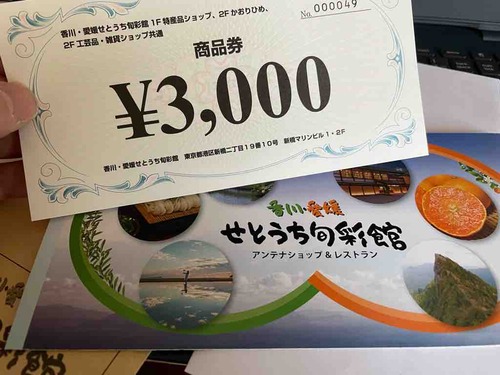 No. 000049
香川・愛媛せとうち旬彩館 1F 特産品ショップ、2F かおりひめ、
2F 工芸品・雑貨ショップ共通
商品券
¥3,000
香川・愛媛せとうち旬彩館 東京都港区新橋二丁目19番10号 新橋マリンビル1・2F
香川・愛媛
せとうち旬彩館
アンテナショップ&レストラン